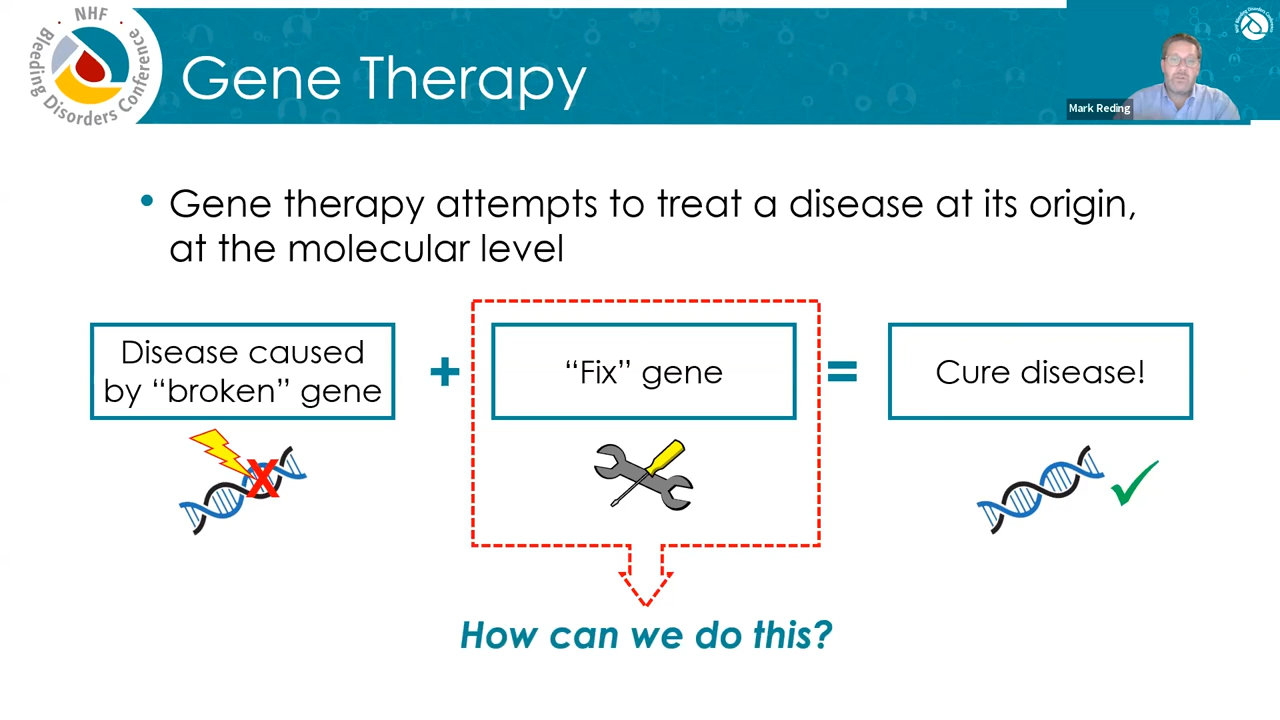 NHF
Bleeding Disorders Conference
Gene Therapy
Mark Reding
• Gene therapy attempts to treat a disease at its origin,
at the molecular level
Disease caused
by “broken” gene
+
“Fix” gene
=
Cure disease!
X
How can we do this?